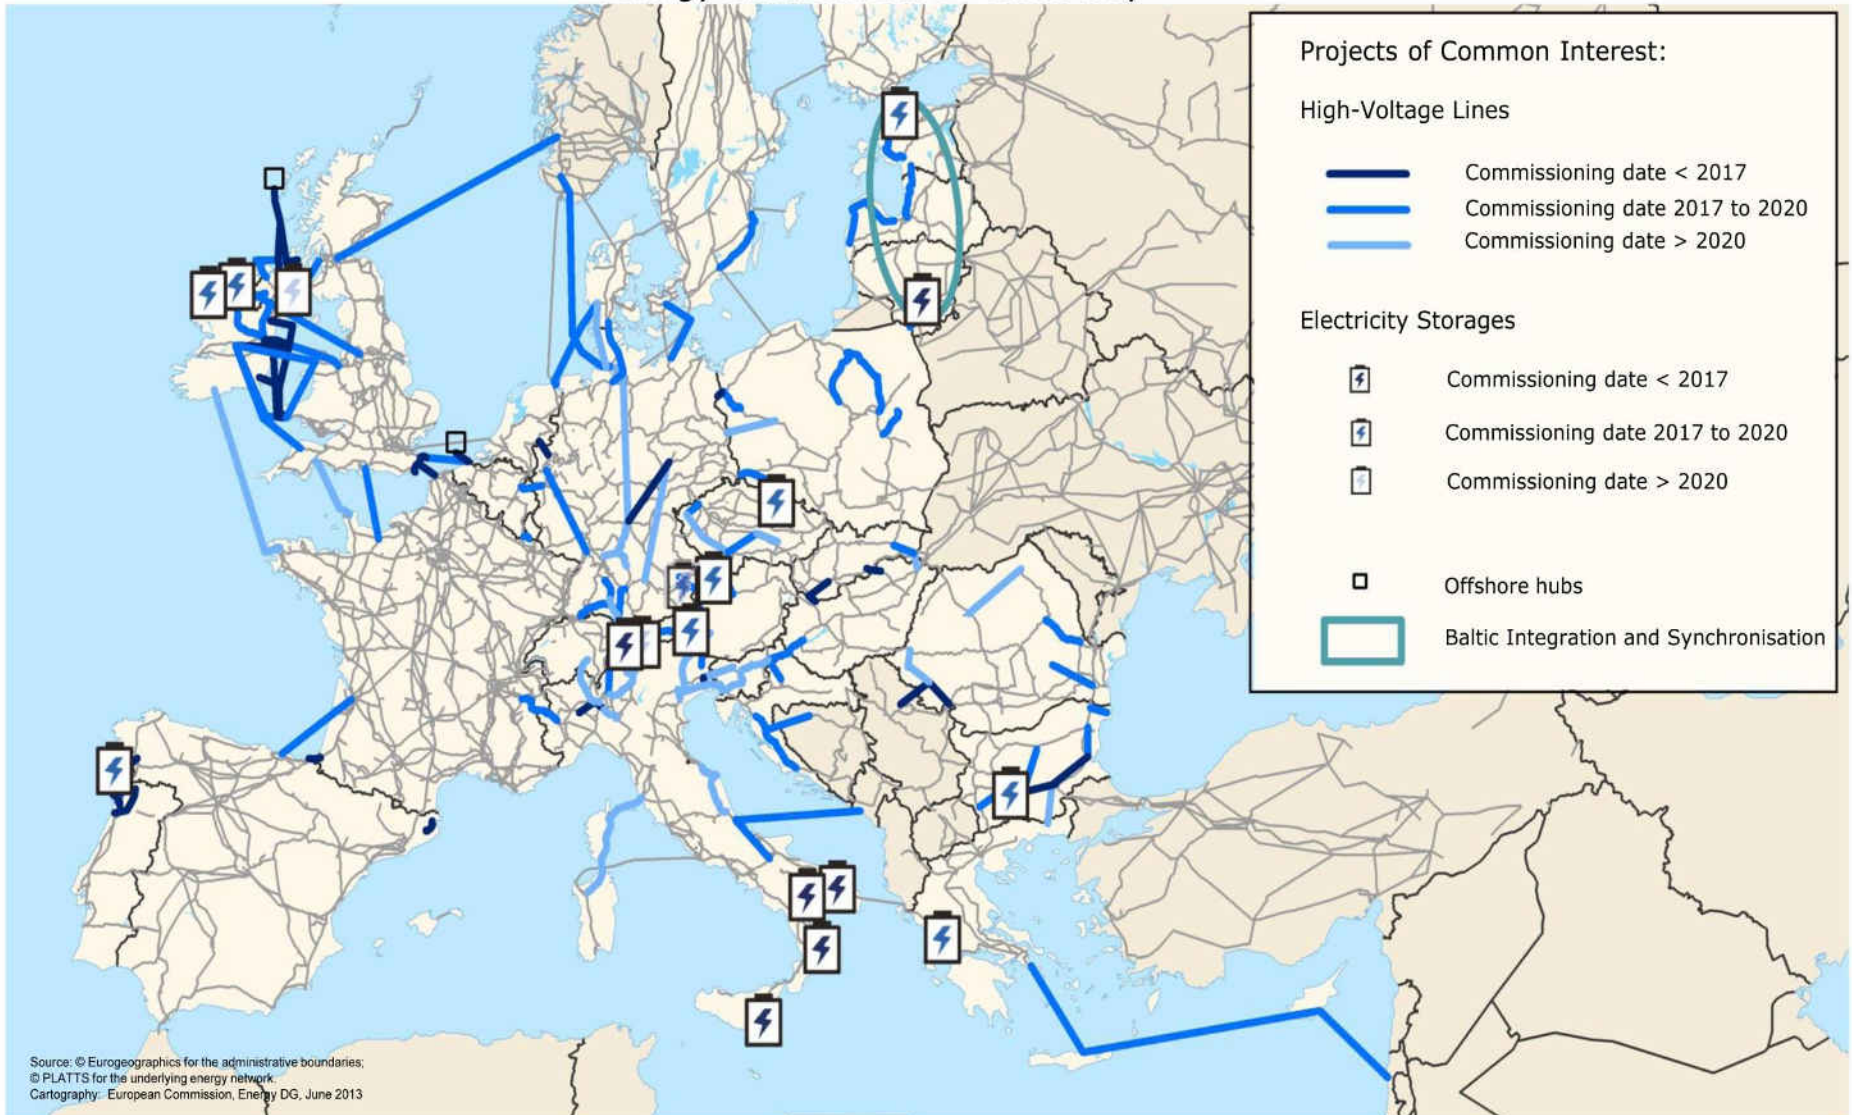 Projects of Common Interest:
High-Voltage Lines
Commissioning date < 2017
Commissioning date 2017 to 2020
Commissioning date > 2020
Electricity Storages
Commissioning date < 2017
Commissioning date 2017 to 2020
Commissioning date > 2020
Offshore hubs
Baltic Integration and Synchronisation
Source: © Eurogeographics for the administrative boundaries;
© PLATTS for the underlying energy network.
Cartography: European Commission, Energy DG, June 2013